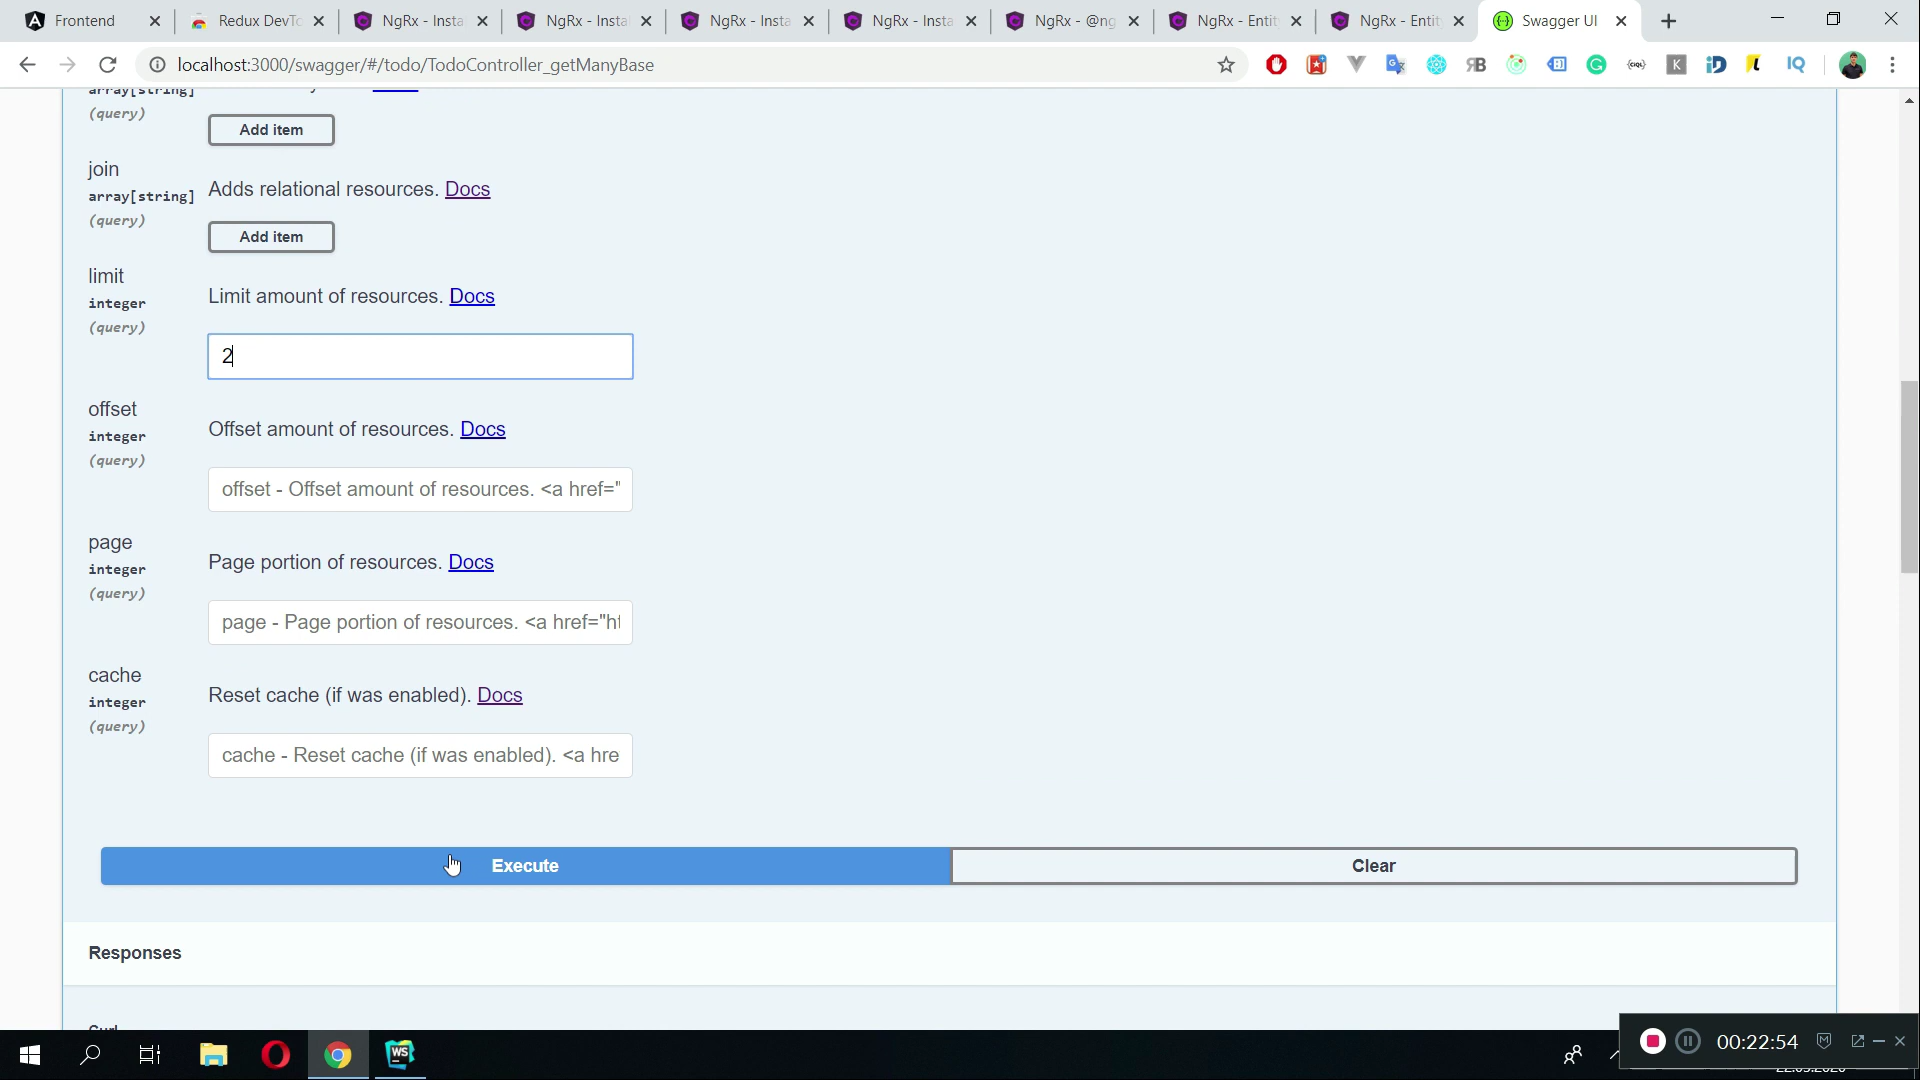 Frontend
Redux DevTo
NgRx - Insta
NgRx - Insta
NgRx - Insta
NgRx - Insta
NgRx - @ng
NgRx - Entit
NgRx - Entit
Swagger UI
localhost:3000/swagger/#/todo/TodoController_getManyBase
array[string]
(query)
Add item
join
array[string]
(query)
Adds relational resources. Docs
Add item
limit
integer
(query)
Limit amount of resources. Docs
2
offset
integer
(query)
Offset amount of resources. Docs
offset - Offset amount of resources. <a href="
page
integer
(query)
Page portion of resources. Docs
page - Page portion of resources. <a href="ht
cache
integer
(query)
Reset cache (if was enabled). Docs
cache - Reset cache (if was enabled). <a hre
Execute
Clear
Responses
Curl
00:22:54